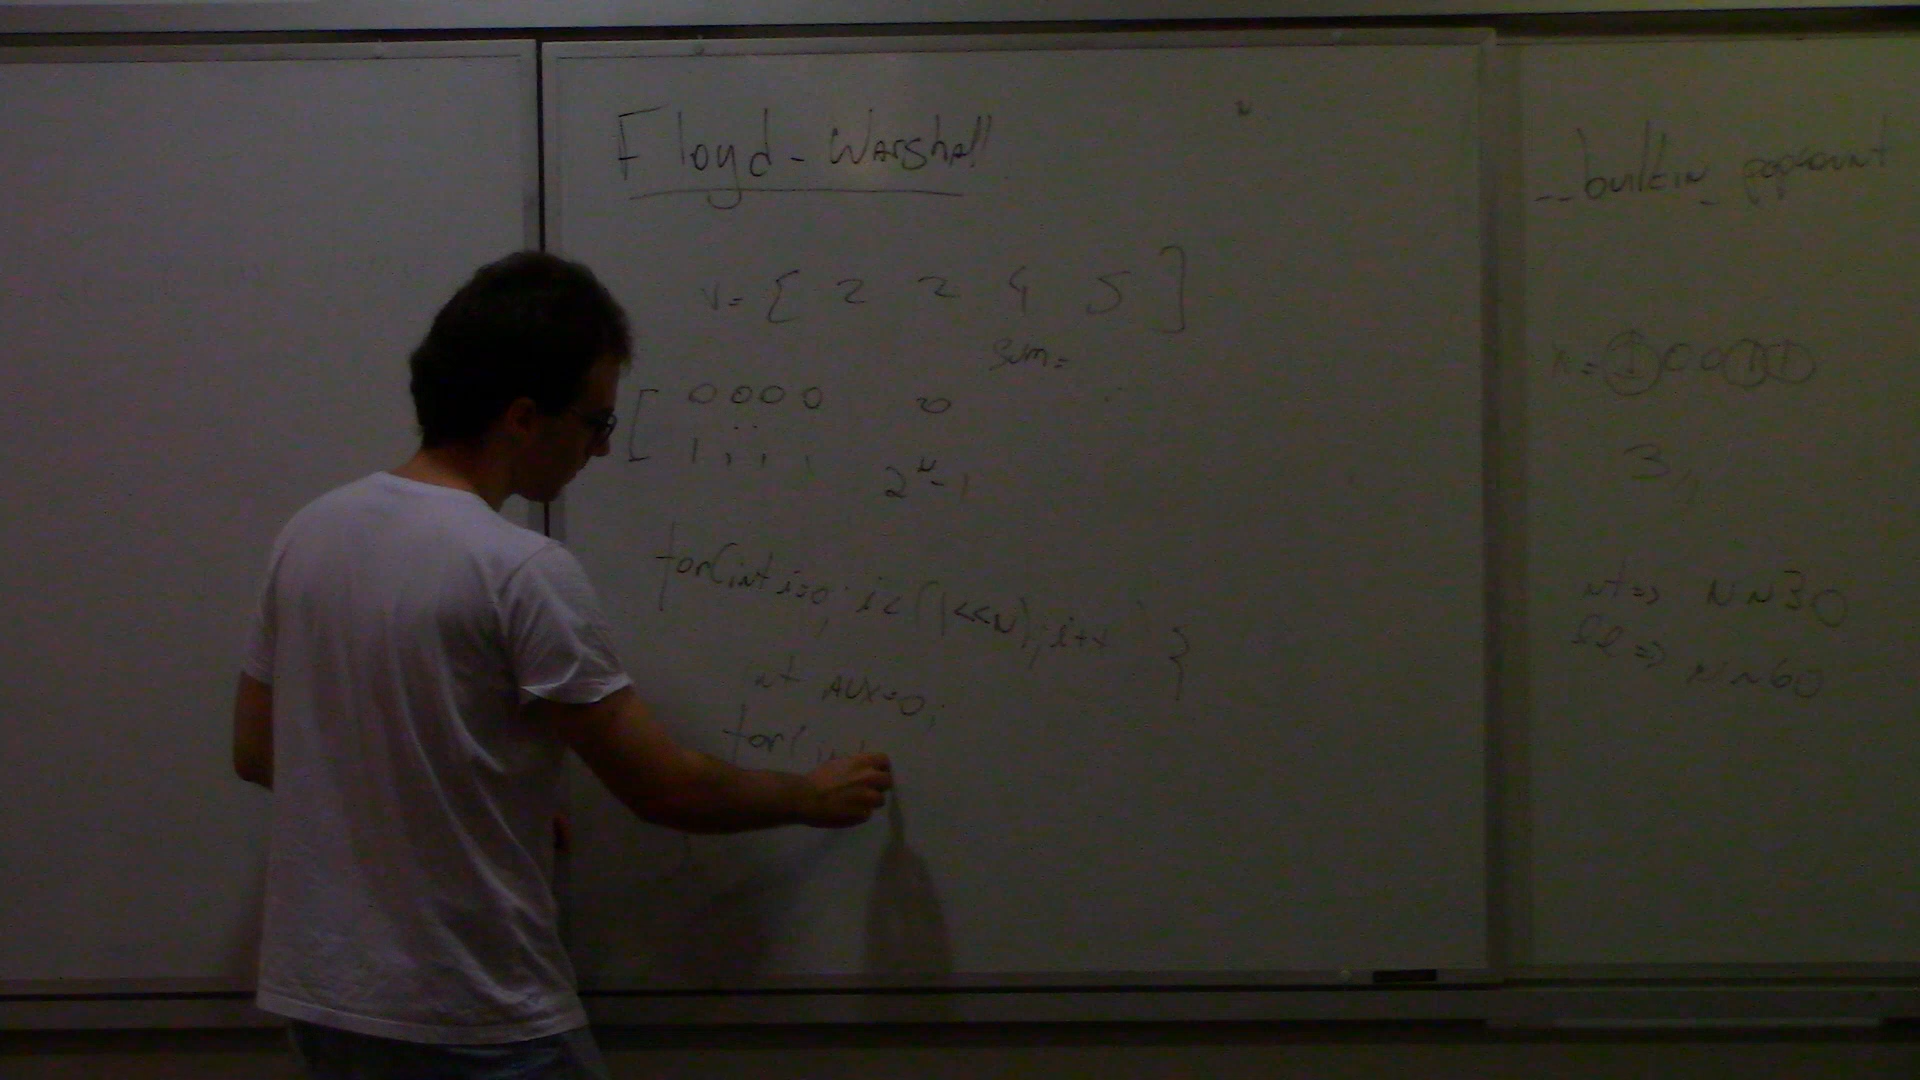 Floyd-Warshall
v= [ 2 2 4 5 ]
sum=
[ 0000 0
1111 2^N-1
for(int i=0; i<(1<<N); i++) {
int AUX=0;
for( int
__builtin_popcount
x= 10011
3
int => N~30
ll => N~60